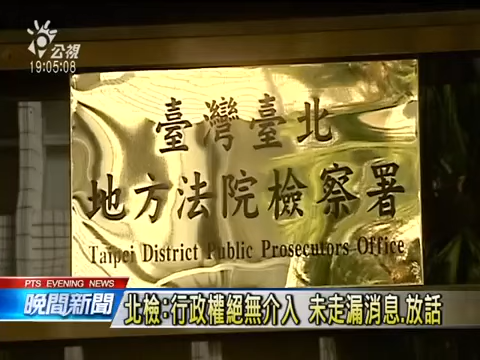 公視
19:05:08
臺灣臺北
地方法院檢察署
Taipei District Public Prosecutors Office
PTS EVENING NEWS
晚間新聞
北檢:行政權絕無介入 未走漏消息.放話